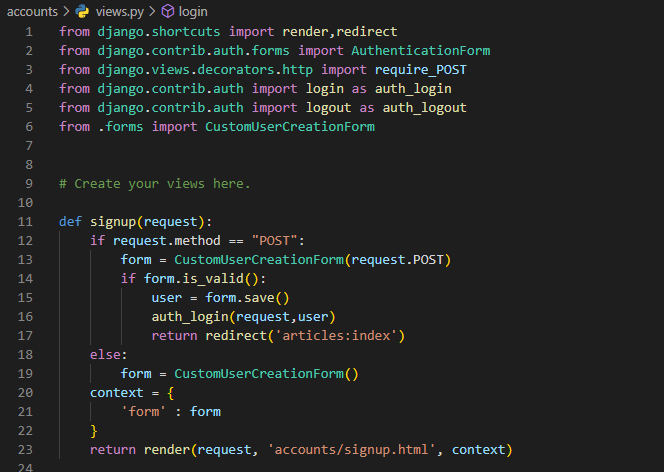 accounts > views.py > login
1 from django.shortcuts import render,redirect
2 from django.contrib.auth.forms import AuthenticationForm
3 from django.views.decorators.http import require_POST
4 from django.contrib.auth import login as auth_login
5 from django.contrib.auth import logout as auth_logout
6 from .forms import CustomUserCreationForm
7
8
9 # Create your views here.
10
11 def signup(request):
12     if request.method == "POST":
13         form = CustomUserCreationForm(request.POST)
14         if form.is_valid():
15             user = form.save()
16             auth_login(request,user)
17             return redirect('articles:index')
18     else:
19         form = CustomUserCreationForm()
20     context = {
21         'form' : form
22     }
23     return render(request, 'accounts/signup.html', context)
24